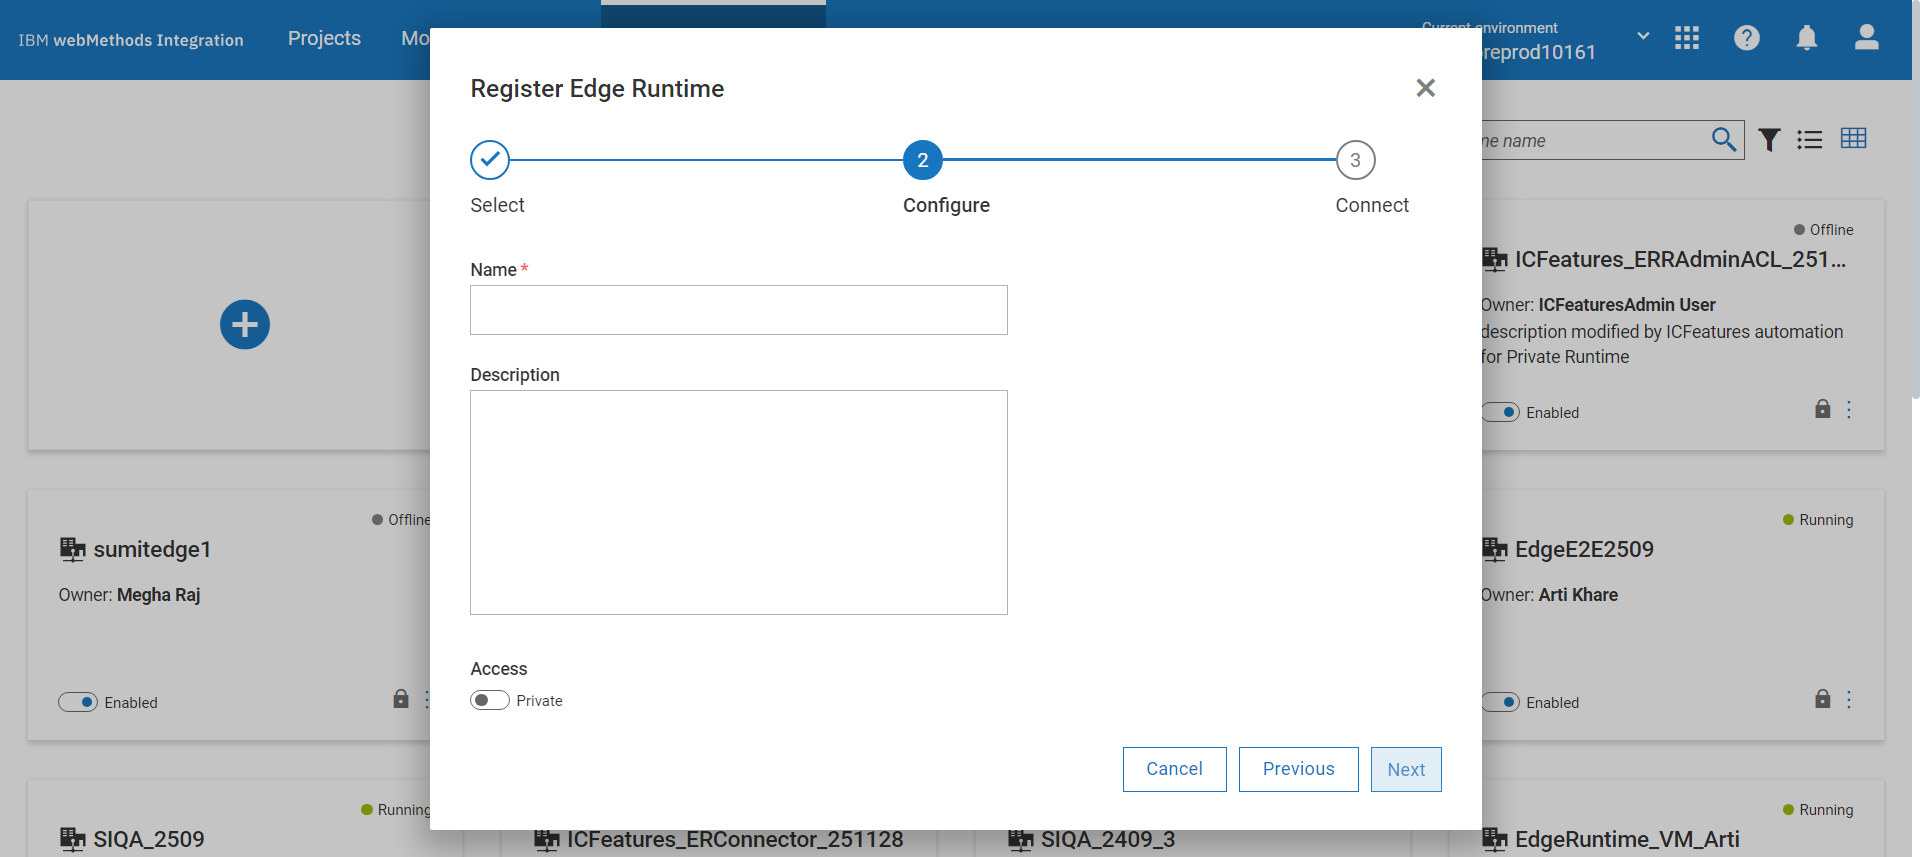 IBM webMethods Integration
Projects
Mo
Current environment
reprod10161
Register Edge Runtime
2
3
Select
Configure
Connect
me name
Name *
Description
Access
Private
Cancel
Previous
Next
Offline
ICFeatures_ERRAdminACL_251...
Owner: ICFeaturesAdmin User
description modified by ICFeatures automation
for Private Runtime
Enabled
Offline
sumitedge1
Owner: Megha Raj
Enabled
Running
EdgeE2E2509
Owner: Arti Khare
Enabled
Running
SIQA_2509
ICFeatures_ERConnector_251128
SIQA_2409_3
Running
EdgeRuntime_VM_Arti